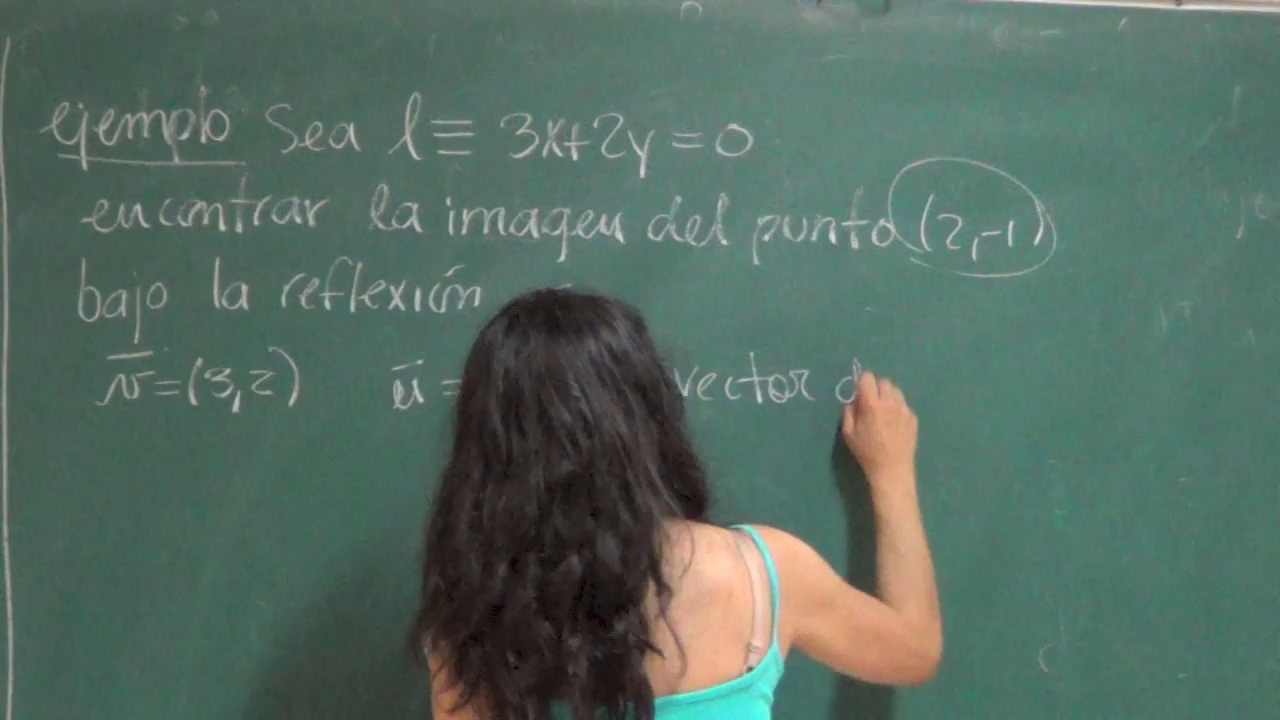 ejemplo Sea l≡ 3x+2y=0
encontrar la imagen del punto (2,-1)
bajo la reflexión
n̅=(3,2) u̅= vector d